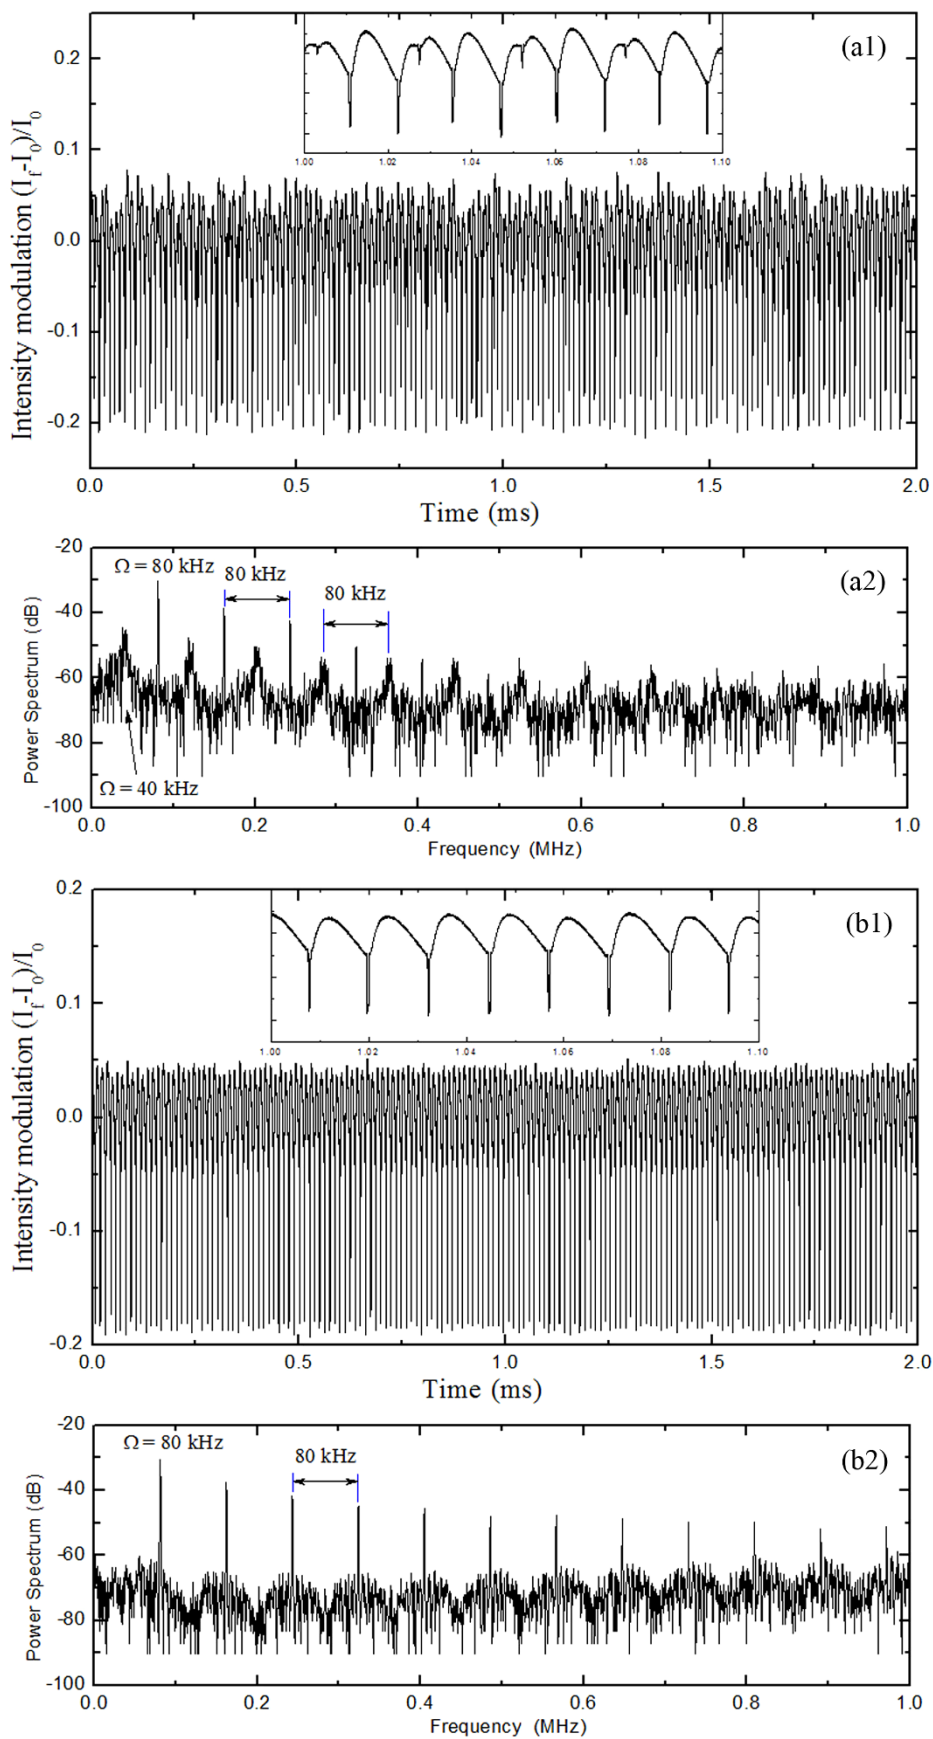 (a1)
0.2
0.1
0.0
-0.1
-0.2
Intensity modulation (If-I0)/I0
1.00 1.02 1.04 1.06 1.08 1.10
0.0 0.5 1.0 1.5 2.0
Time (ms)
(a2)
-20
-40
-60
-80
-100
Power Spectrum (dB)
Ω = 80 kHz
80 kHz
80 kHz
Ω = 40 kHz
0.0 0.2 0.4 0.6 0.8 1.0
Frequency (MHz)
(b1)
0.2
0.1
0.0
-0.1
-0.2
Intensity modulation (If-I0)/I0
1.00 1.02 1.04 1.06 1.08 1.10
0.0 0.5 1.0 1.5 2.0
Time (ms)
(b2)
-20
-40
-60
-80
-100
Power Spectrum (dB)
Ω = 80 kHz
80 kHz
0.0 0.2 0.4 0.6 0.8 1.0
Frequency (MHz)